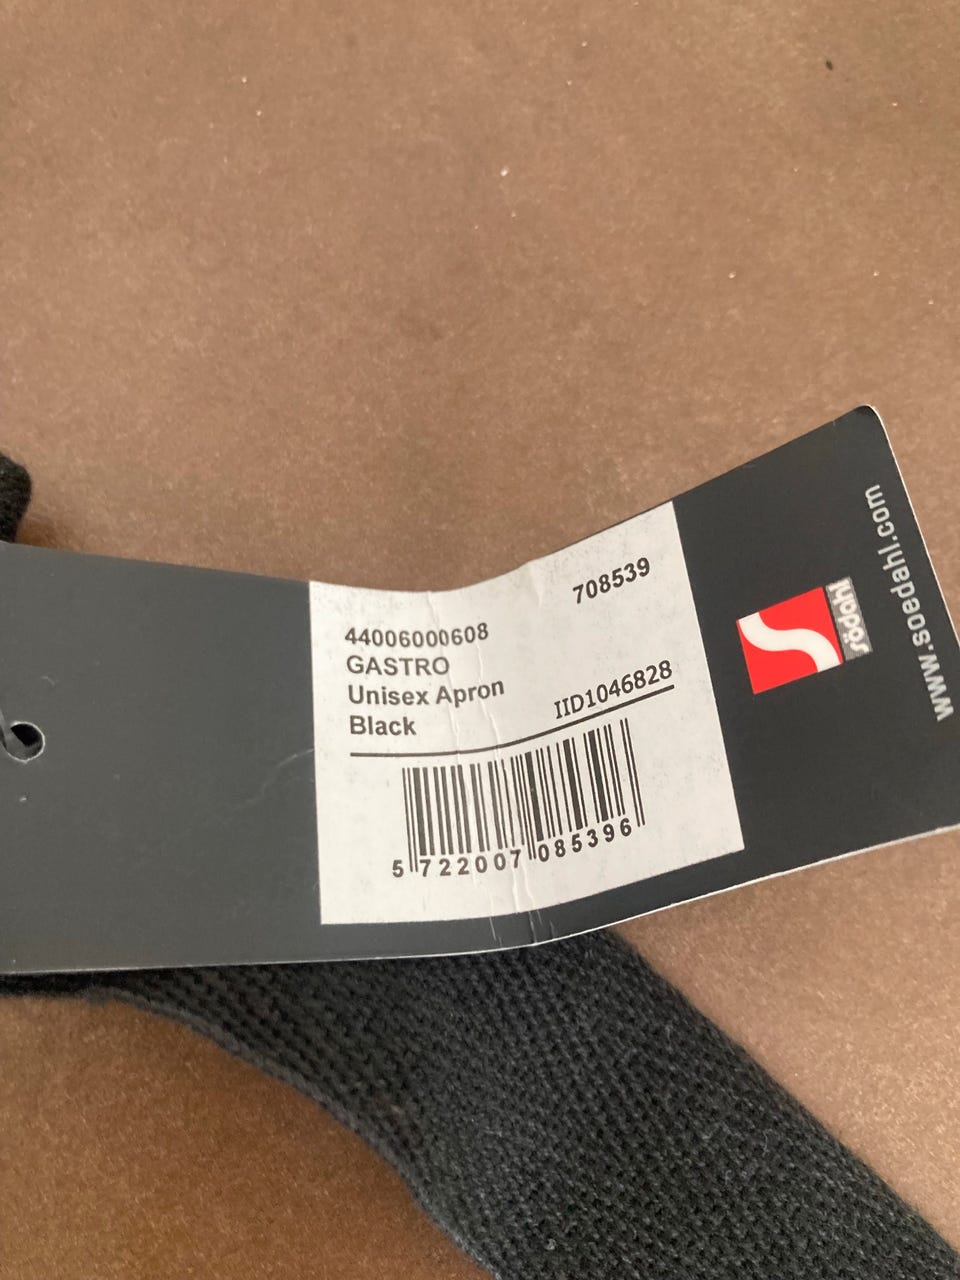 708539
44006000608
GASTRO
Unisex Apron
Black
IID1046828
5 722007 085396
södahl
www.soedahl.com